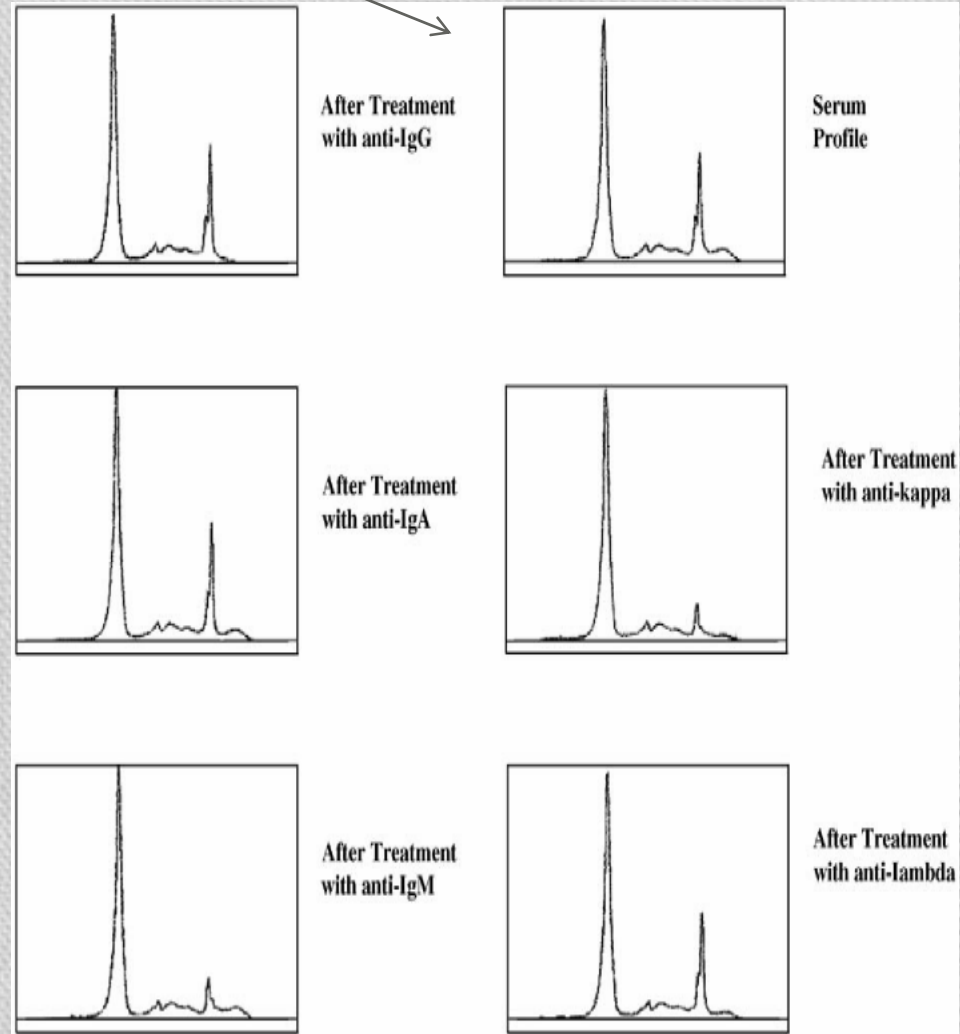 After Treatment
with anti-IgG
Serum
Profile
After Treatment
with anti-IgA
After Treatment
with anti-kappa
After Treatment
with anti-IgM
After Treatment
with anti-Iambda